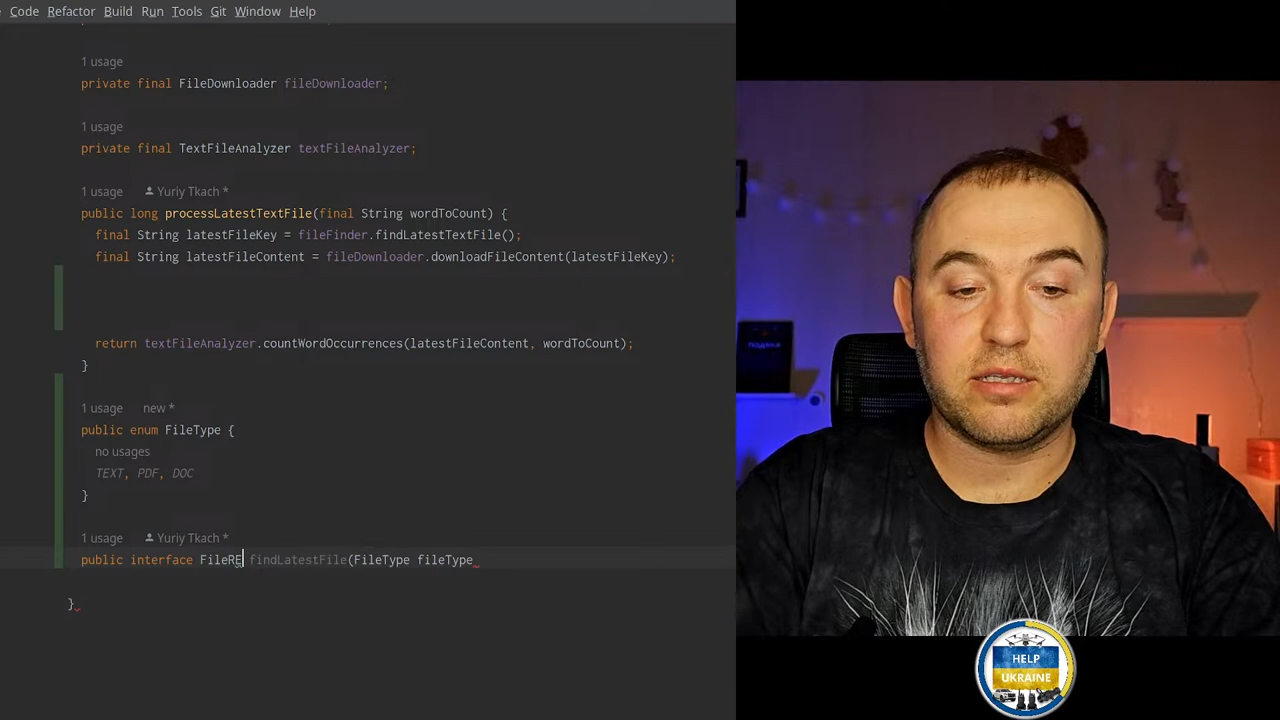 Code Refactor Build Run Tools Git Window Help
1 usage
private final FileDownloader fileDownloader;
1 usage
private final TextFileAnalyzer textFileAnalyzer;
1 usage Yuriy Tkach *
public long processLatestTextFile(final String wordToCount) {
final String latestFileKey = fileFinder.findLatestTextFile();
final String latestFileContent = fileDownloader.downloadFileContent(latestFileKey);
return textFileAnalyzer.countWordOccurrences(latestFileContent, wordToCount);
}
1 usage new *
public enum FileType {
no usages
TEXT, PDF, DOC
}
1 usage Yuriy Tkach *
public interface FileRE findLatestFile(FileType fileType
}
HELP
UKRAINE